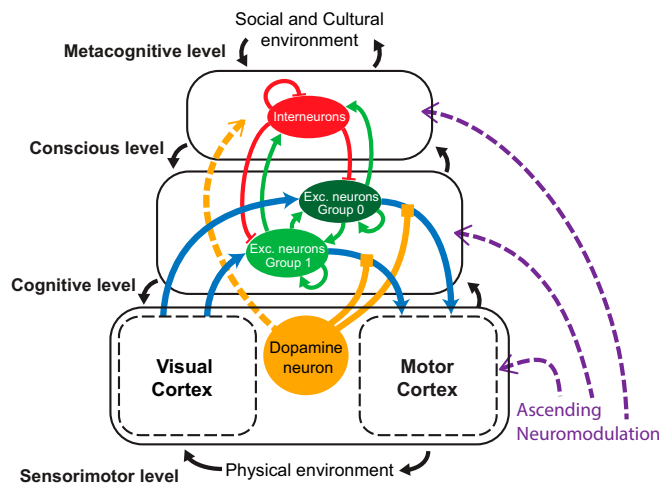 Social and Cultural
environment
Metacognitive level
Interneurons
Conscious level
Exc. neurons
Group 0
Exc. neurons
Group 1
Cognitive level
Visual
Cortex
Dopamine
neuron
Motor
Cortex
Ascending
Neuromodulation
Sensorimotor level
Physical environment